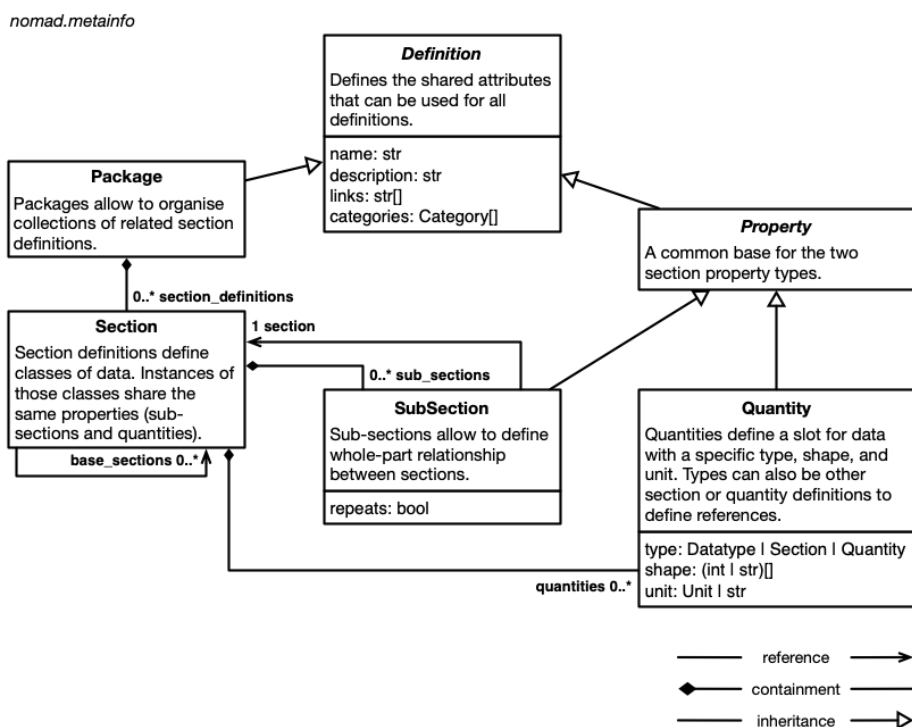 nomad.metainfo
Definition
Defines the shared attributes
that can be used for all
definitions.
name: str
description: str
links: str[]
categories: Category[]
Package
Packages allow to organise
collections of related section
definitions.
Property
A common base for the two
section property types.
0..* section_definitions
Section
Section definitions define
classes of data. Instances of
those classes share the
same properties (sub-
sections and quantities).
1 section
0..* sub_sections
base_sections 0..*
SubSection
Sub-sections allow to define
whole-part relationship
between sections.
repeats: bool
Quantity
Quantities define a slot for data
with a specific type, shape, and
unit. Types can also be other
section or quantity definitions to
define references.
type: Datatype | Section | Quantity
shape: (int | str)[]
unit: Unit | str
quantities 0..*
reference
containment
inheritance